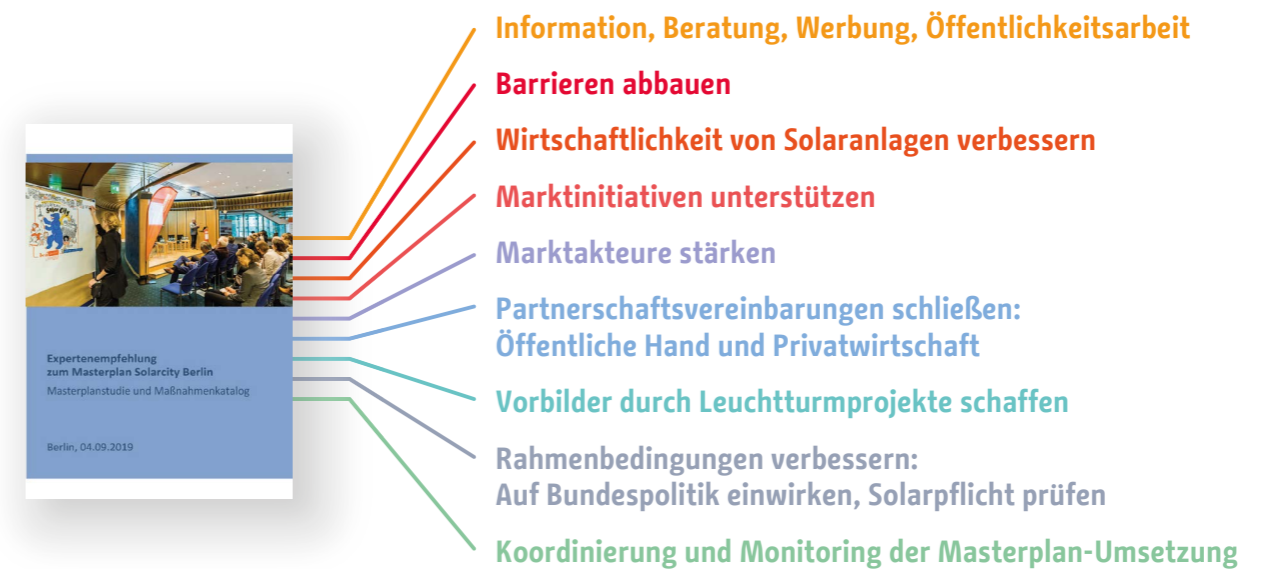 Information, Beratung, Werbung, Öffentlichkeitsarbeit
Barrieren abbauen
Wirtschaftlichkeit von Solaranlagen verbessern
Marktinitiativen unterstützen
Marktakteure stärken
Partnerschaftsvereinbarungen schließen:
Öffentliche Hand und Privatwirtschaft
Vorbilder durch Leuchtturmprojekte schaffen
Rahmenbedingungen verbessern:
Auf Bundespolitik einwirken, Solarpflicht prüfen
Koordinierung und Monitoring der Masterplan-Umsetzung
Expertenempfehlung
zum Masterplan Solarcity Berlin
Masterplanstudie und Maßnahmenkatalog
Berlin, 04.09.2019